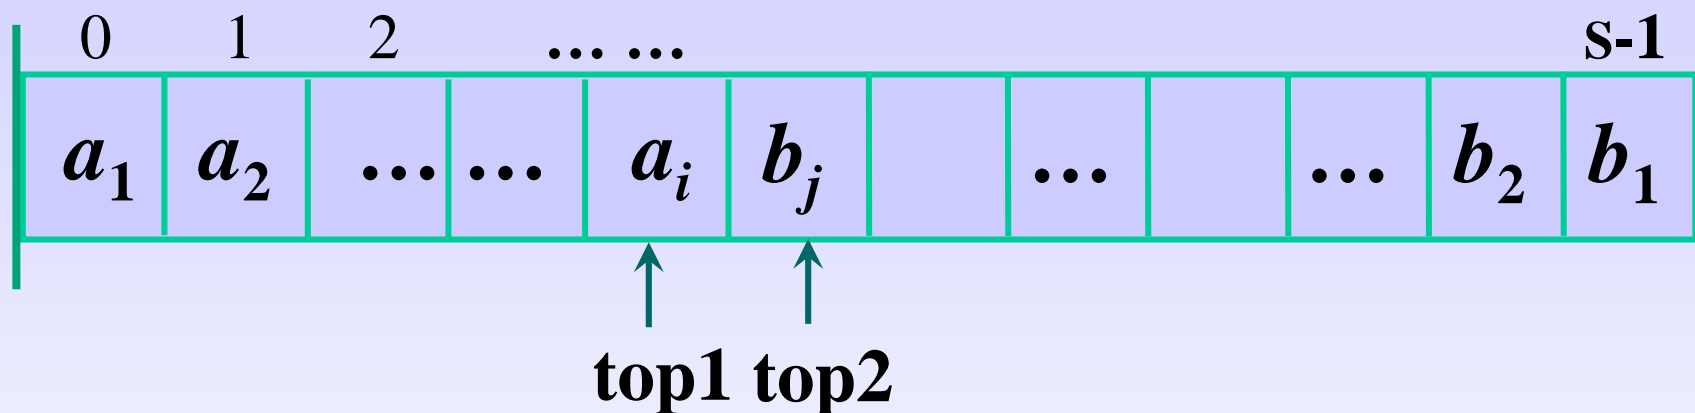 0 1 2 ... ... S-1
a₁ a₂ ... ... aᵢ bⱼ ... ... b₂ b₁
top1 top2